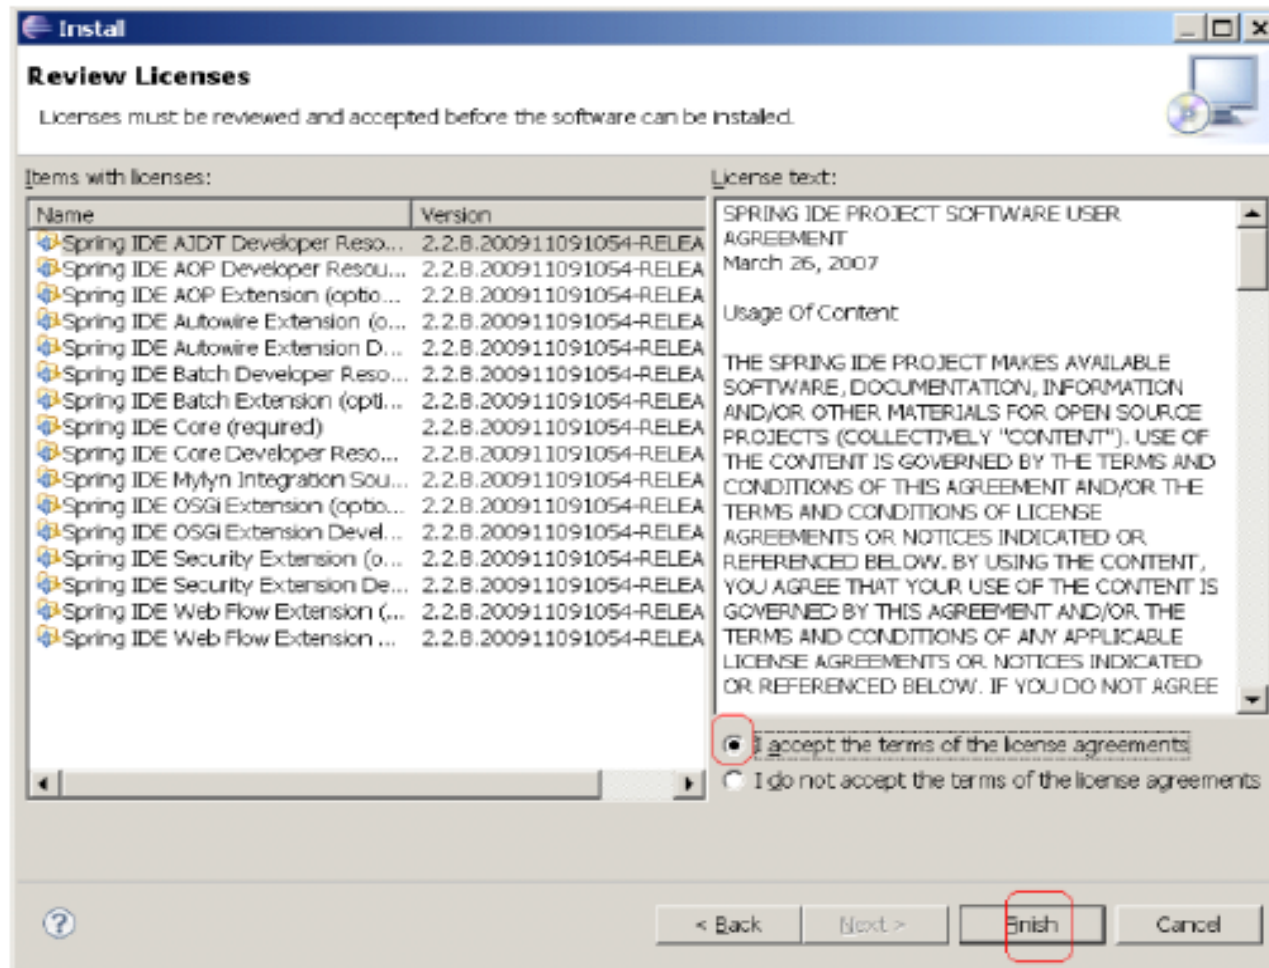 Install
Review Licenses
Licenses must be reviewed and accepted before the software can be installed.
Items with licenses:
Name Version
Spring IDE AJDT Developer Reso... 2.2.8.200911091054-RELEA
Spring IDE AOP Developer Resou... 2.2.8.200911091054-RELEA
Spring IDE AOP Extension (optio... 2.2.8.200911091054-RELEA
Spring IDE Autowire Extension (o... 2.2.8.200911091054-RELEA
Spring IDE Autowire Extension D... 2.2.8.200911091054-RELEA
Spring IDE Batch Developer Reso... 2.2.8.200911091054-RELEA
Spring IDE Batch Extension (opti... 2.2.8.200911091054-RELEA
Spring IDE Core (required) 2.2.8.200911091054-RELEA
Spring IDE Core Developer Reso... 2.2.8.200911091054-RELEA
Spring IDE Mylyn Integration Sou... 2.2.8.200911091054-RELEA
Spring IDE OSGi Extension (optio... 2.2.8.200911091054-RELEA
Spring IDE OSGi Extension Devel... 2.2.8.200911091054-RELEA
Spring IDE Security Extension (o... 2.2.8.200911091054-RELEA
Spring IDE Security Extension De... 2.2.8.200911091054-RELEA
Spring IDE Web Flow Extension (... 2.2.8.200911091054-RELEA
Spring IDE Web Flow Extension ... 2.2.8.200911091054-RELEA
License text:
SPRING IDE PROJECT SOFTWARE USER
AGREEMENT
March 26, 2007
Usage Of Content
THE SPRING IDE PROJECT MAKES AVAILABLE
SOFTWARE, DOCUMENTATION, INFORMATION
AND/OR OTHER MATERIALS FOR OPEN SOURCE
PROJECTS (COLLECTIVELY "CONTENT"). USE OF
THE CONTENT IS GOVERNED BY THE TERMS AND
CONDITIONS OF THIS AGREEMENT AND/OR THE
TERMS AND CONDITIONS OF LICENSE
AGREEMENTS OR NOTICES INDICATED OR
REFERENCED BELOW. BY USING THE CONTENT,
YOU AGREE THAT YOUR USE OF THE CONTENT IS
GOVERNED BY THIS AGREEMENT AND/OR THE
TERMS AND CONDITIONS OF ANY APPLICABLE
LICENSE AGREEMENTS OR NOTICES INDICATED
OR REFERENCED BELOW. IF YOU DO NOT AGREE
I accept the terms of the license agreements
I do not accept the terms of the license agreements
? < Back Next > Finish Cancel